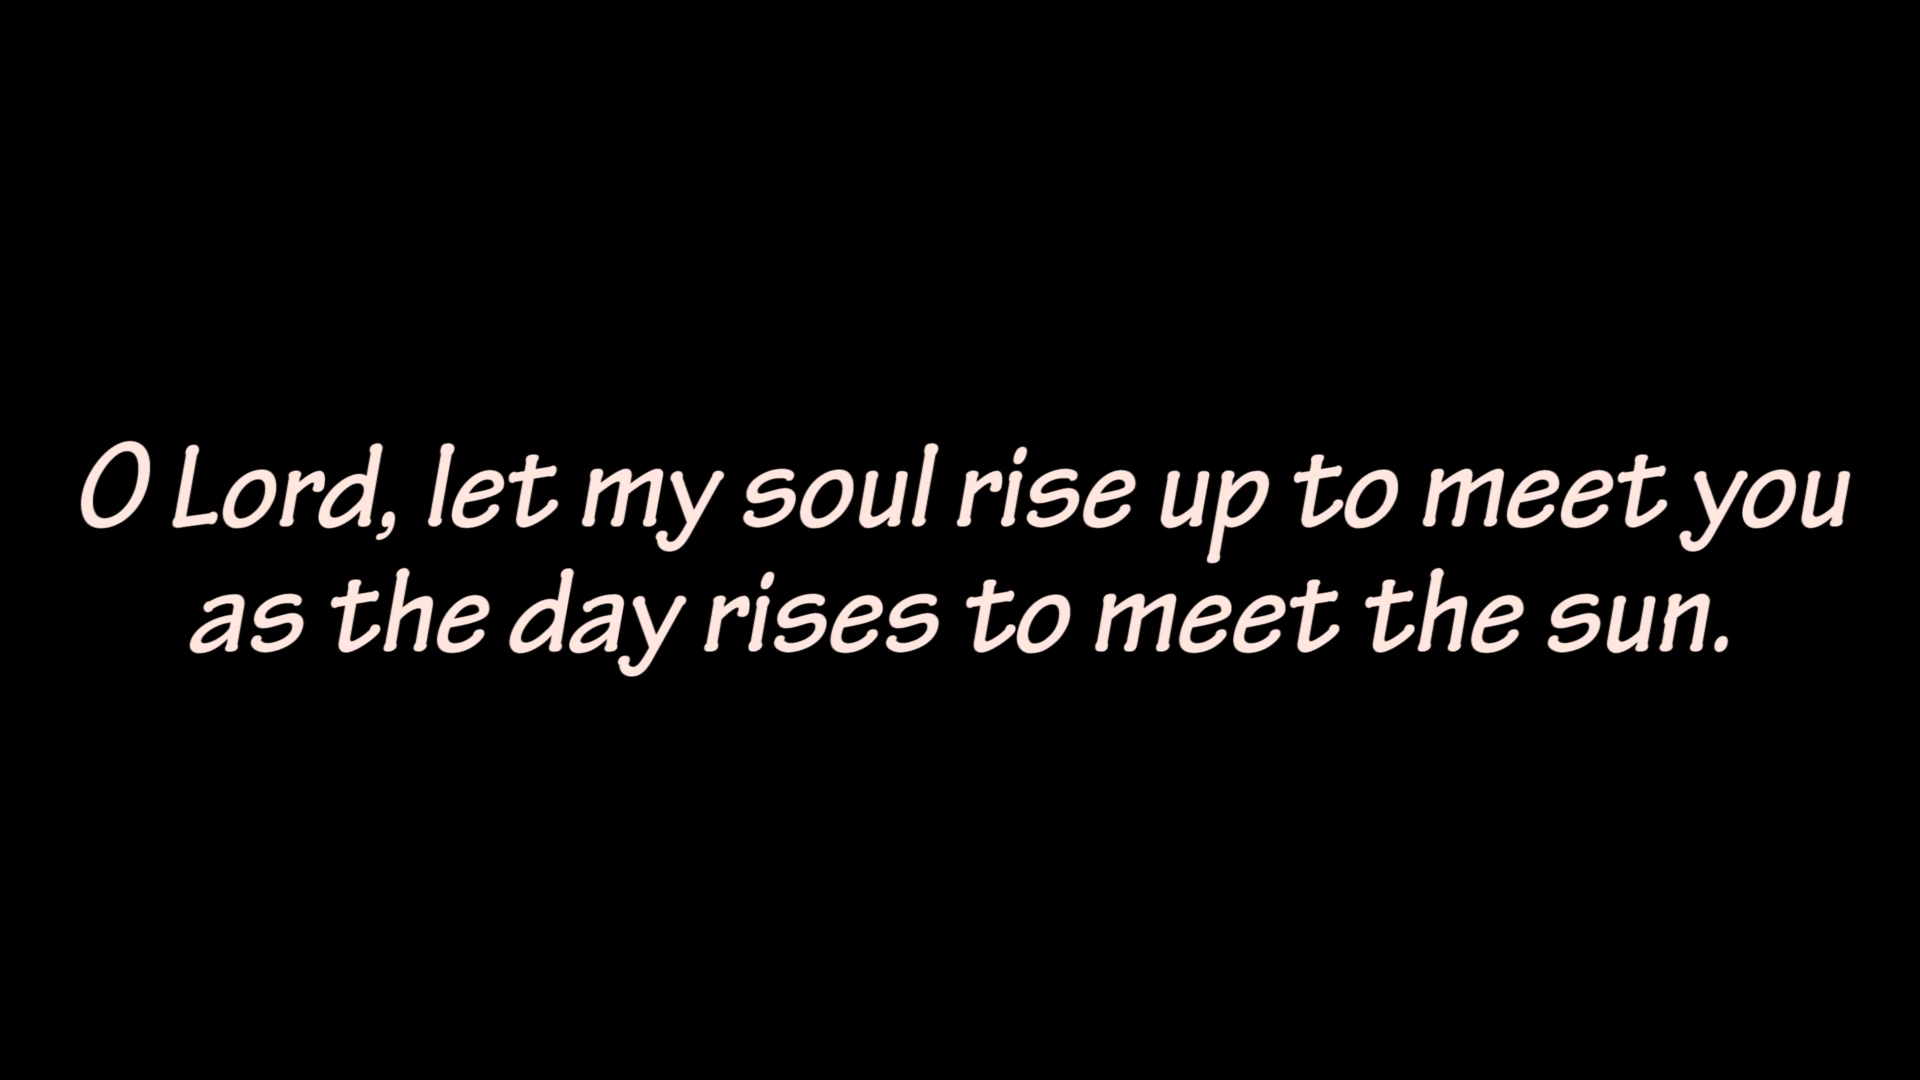 O Lord, let my soul rise up to meet you
as the day rises to meet the sun.